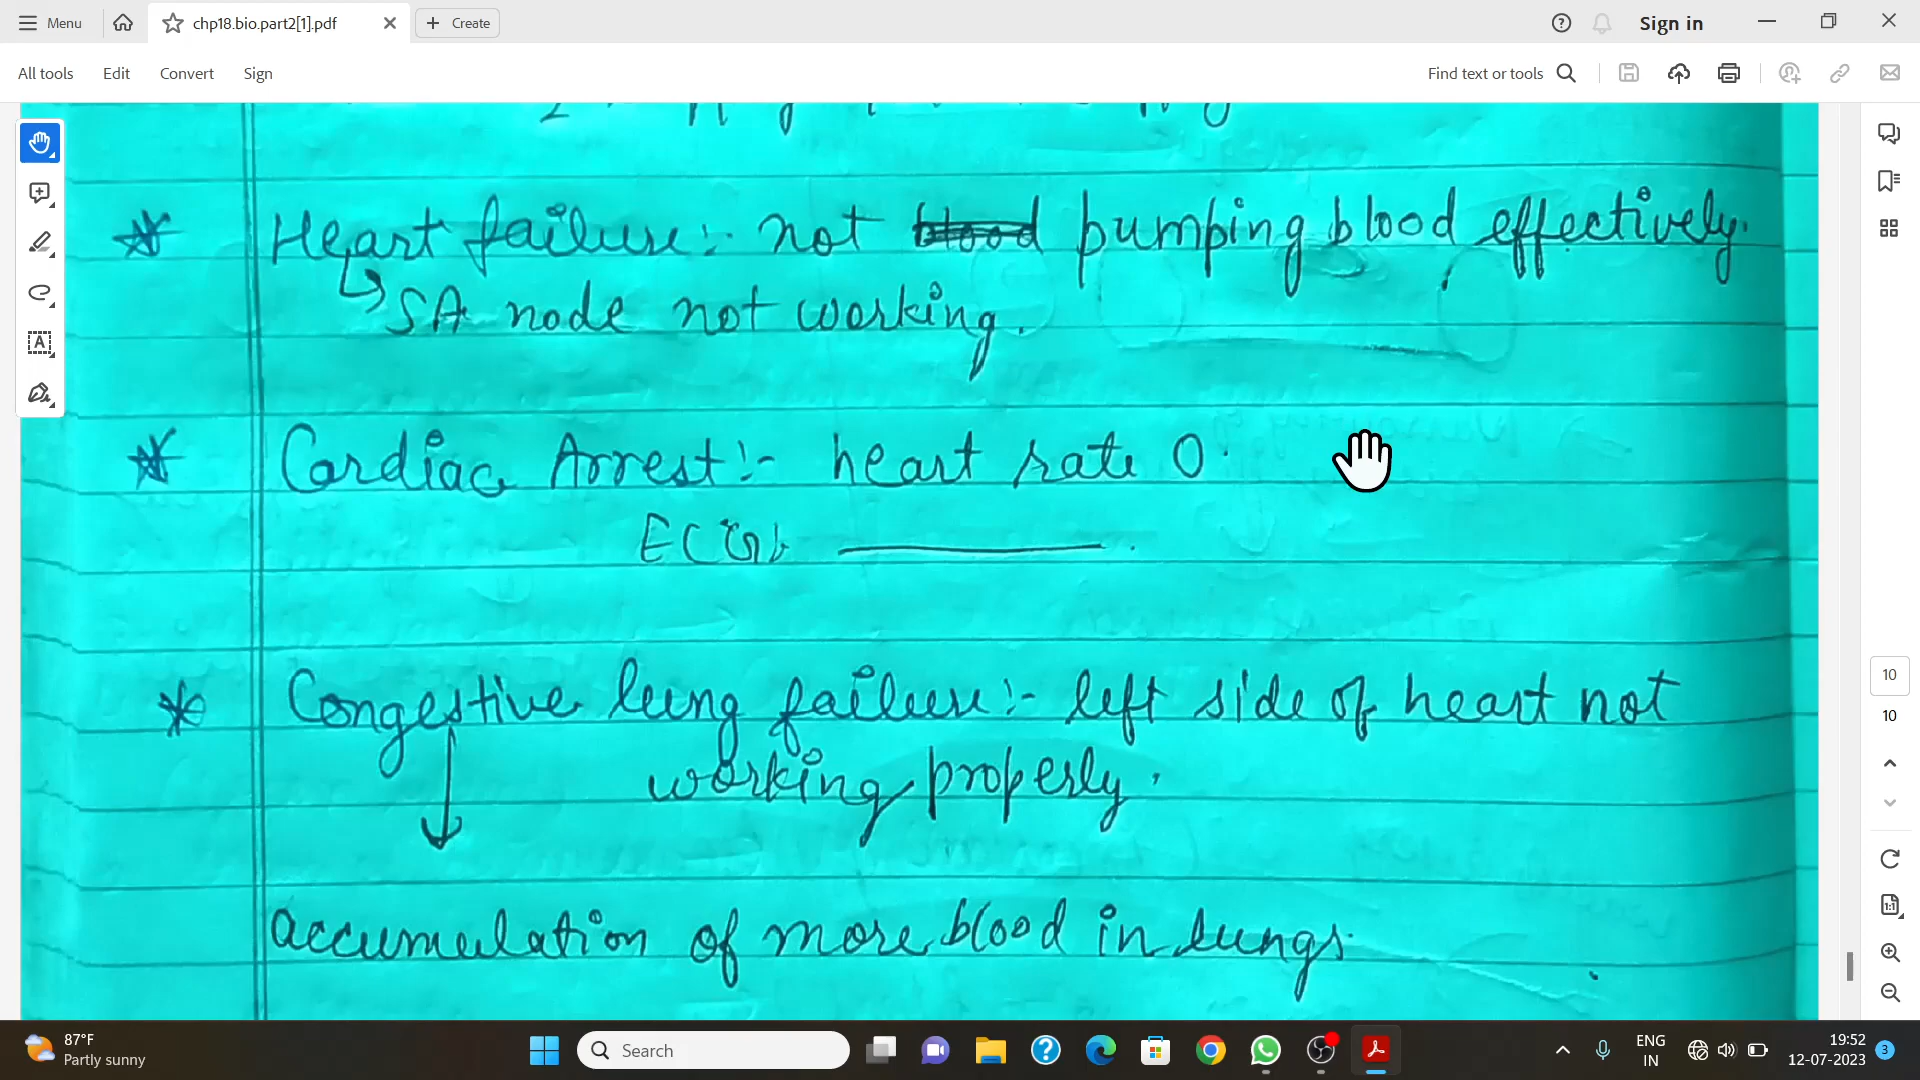 Menu
chp18.bio.part2[1].pdf
Create
Sign in
All tools
Edit
Convert
Sign
Find text or tools
Heart failure:- not blood pumping blood effectively.
SA node not working.
Cardiac Arrest:- heart rate 0.
ECG
Congestive lung failure:- left side of heart not
working properly.
accumulation of more blood in lungs.
10
10
87°F
Partly sunny
Search
ENG
IN
19:52
12-07-2023
3